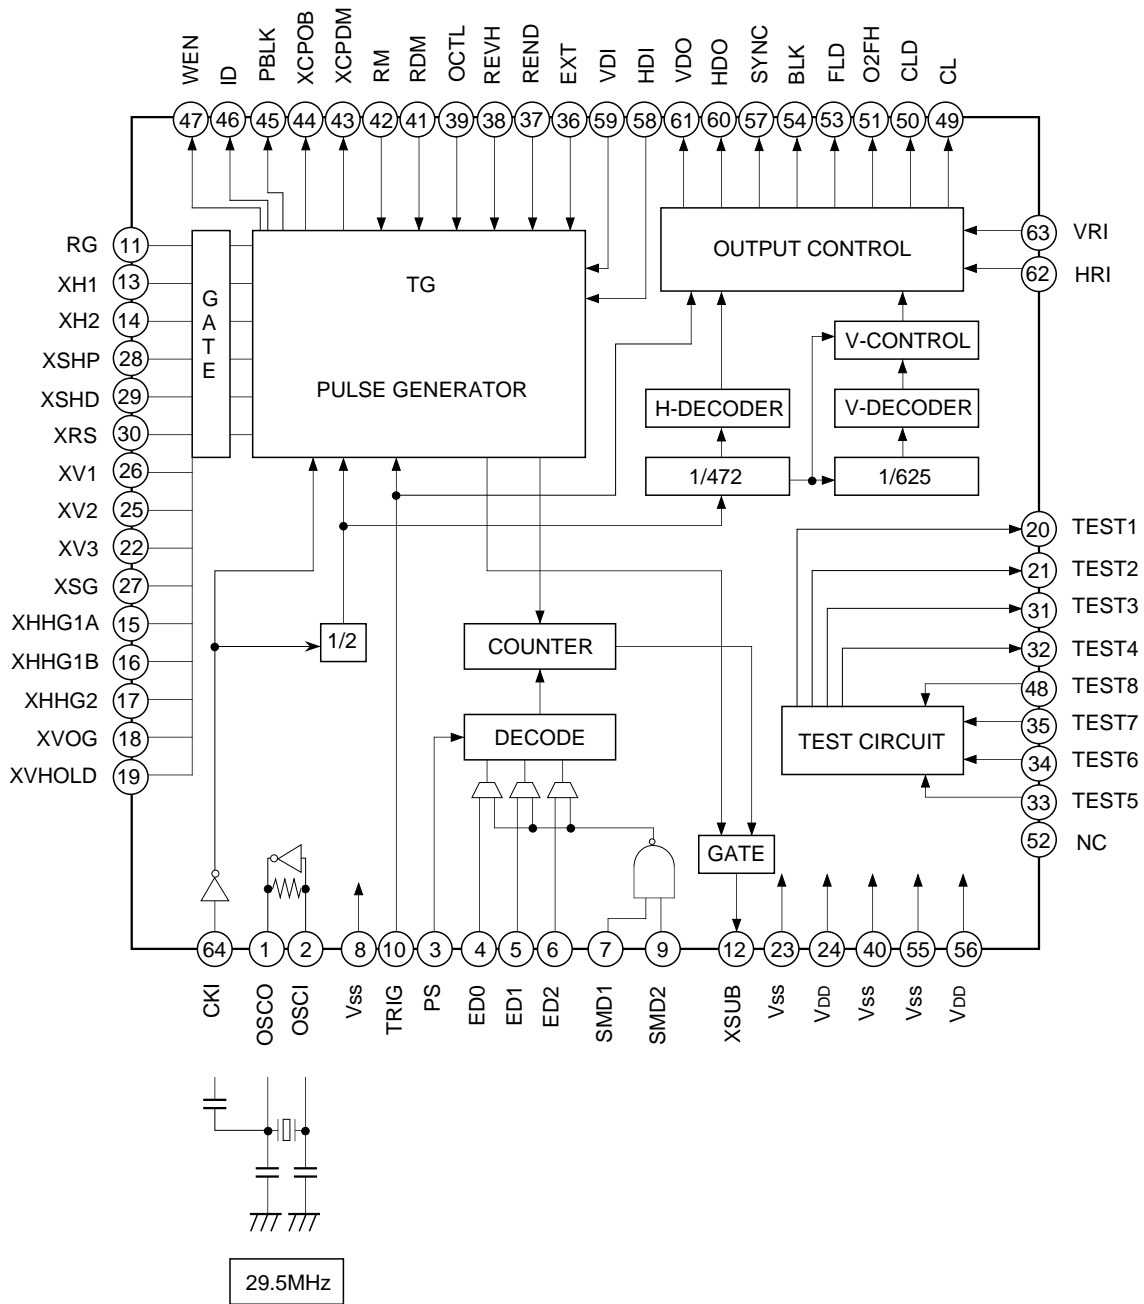 WEN
ID
PBLK
XCPOB
XCPDM
RM
RDM
OCTL
REVH
REND
EXT
VDI
HDI
VDO
HDO
SYNC
BLK
FLD
O2FH
CLD
CL
47
46
45
44
43
42
41
39
38
37
36
59
58
61
60
57
54
53
51
50
49
RG 11
XH1 13
XH2 14
XSHP 28
XSHD 29
XRS 30
XV1 26
XV2 25
XV3 22
XSG 27
XHHG1A 15
XHHG1B 16
XHHG2 17
XVOG 18
XVHOLD 19
GATE
TG
PULSE GENERATOR
OUTPUT CONTROL
V-CONTROL
H-DECODER
V-DECODER
1/472
1/625
1/2
COUNTER
DECODE
TEST CIRCUIT
GATE
63 VRI
62 HRI
20 TEST1
21 TEST2
31 TEST3
32 TEST4
48 TEST8
35 TEST7
34 TEST6
33 TEST5
52 NC
64
1
2
8
10
3
4
5
6
7
9
12
23
24
40
55
56
CKI
OSCO
OSCI
Vss
TRIG
PS
ED0
ED1
ED2
SMD1
SMD2
XSUB
Vss
VDD
Vss
Vss
VDD
29.5MHz